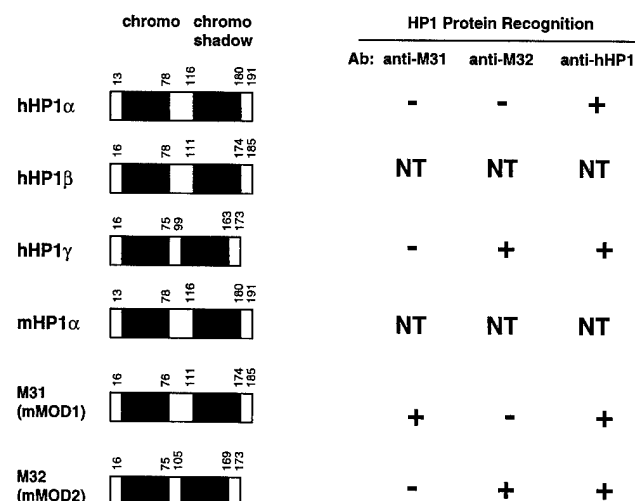 chromo chromo shadow HP1 Protein Recognition
Ab: anti-M31 anti-M32 anti-hHP1
13 78 116 180 191
hHP1α - - +
16 78 111 174 185
hHP1β NT NT NT
16 75 99 163 173
hHP1γ - + +
13 78 116 180 191
mHP1α NT NT NT
16 76 111 174 185
M31 (mMOD1) + - +
16 75 105 169 173
M32 (mMOD2) - + +